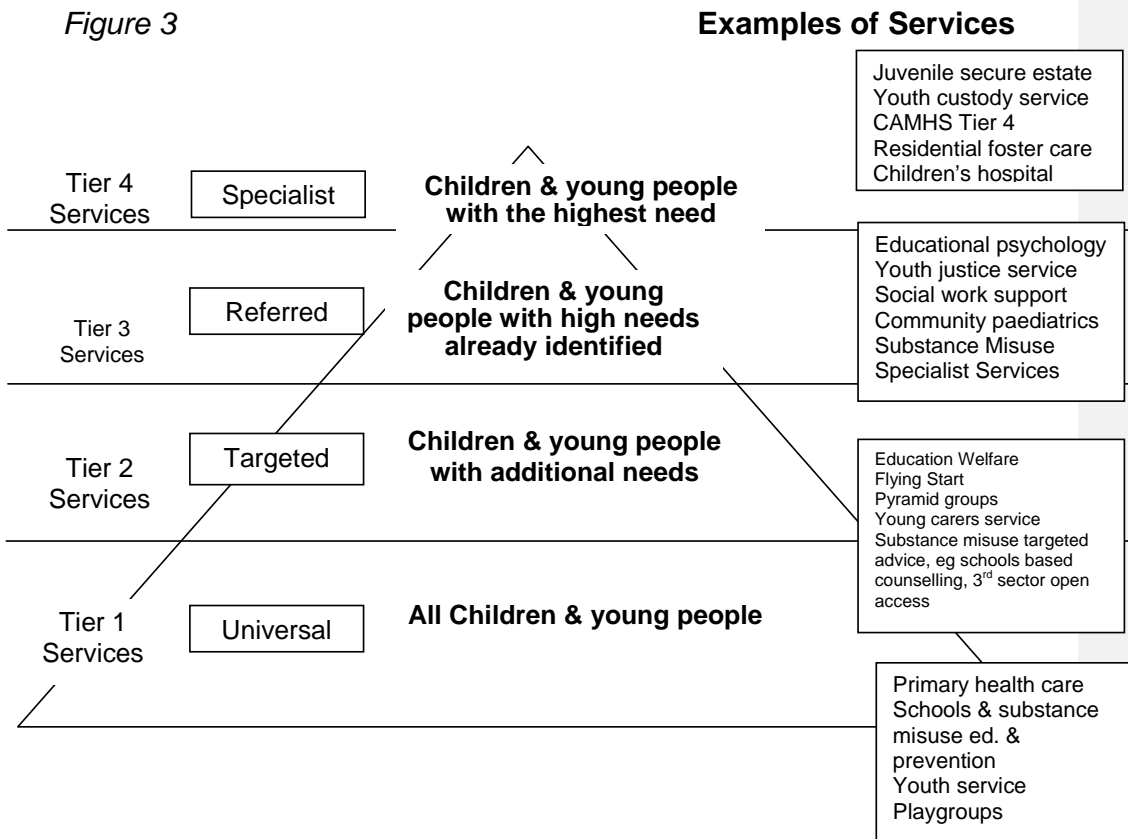 Figure 3
Examples of Services
Tier 4
Services
Specialist
Children & young people
with the highest need
Juvenile secure estate
Youth custody service
CAMHS Tier 4
Residential foster care
Children's hospital
Tier 3
Services
Referred
Children & young
people with high needs
already identified
Educational psychology
Youth justice service
Social work support
Community paediatrics
Substance Misuse
Specialist Services
Tier 2
Services
Targeted
Children & young people
with additional needs
Education Welfare
Flying Start
Pyramid groups
Young carers service
Substance misuse targeted
advice, eg schools based
counselling, 3rd sector open
access
Tier 1
Services
Universal
All Children & young people
Primary health care
Schools & substance
misuse ed. &
prevention
Youth service
Playgroups